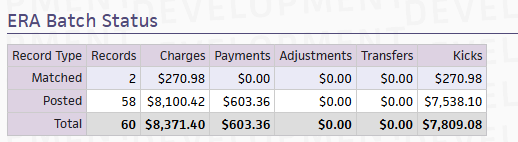 ERA Batch Status
Record Type Records Charges Payments Adjustments Transfers Kicks
Matched 2 $270.98 $0.00 $0.00 $0.00 $270.98
Posted 58 $8,100.42 $603.36 $0.00 $0.00 $7,538.10
Total 60 $8,371.40 $603.36 $0.00 $0.00 $7,809.08